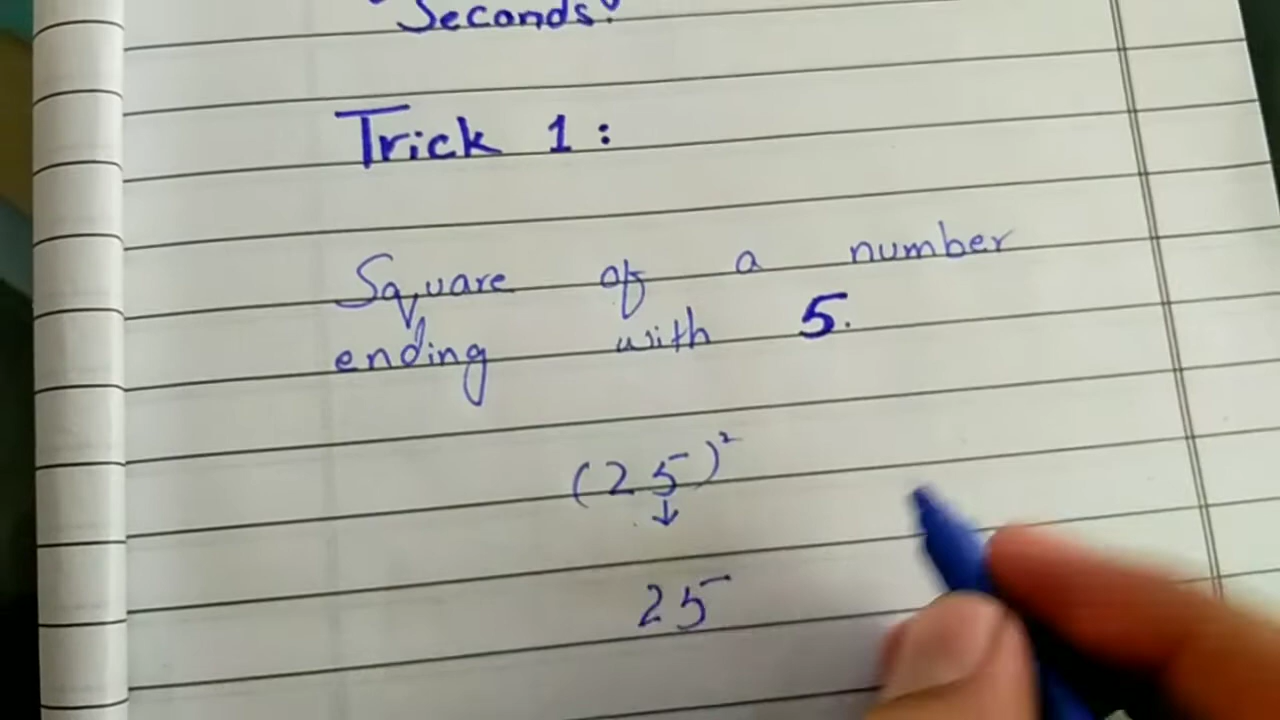 Seconds.
Trick 1:
Square of a number
ending with 5.
(25)²
↓
25